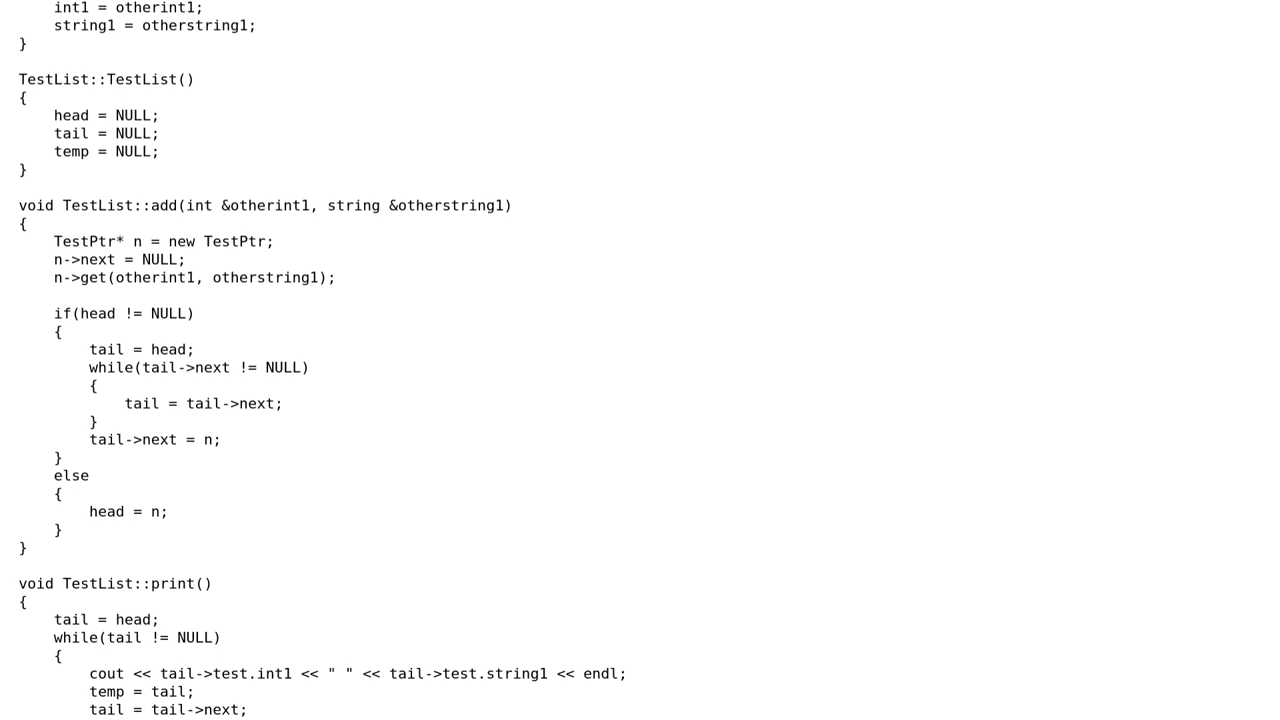 int1 = otherint1;
    string1 = otherstring1;
}

TestList::TestList()
{
    head = NULL;
    tail = NULL;
    temp = NULL;
}

void TestList::add(int &otherint1, string &otherstring1)
{
    TestPtr* n = new TestPtr;
    n->next = NULL;
    n->get(otherint1, otherstring1);

    if(head != NULL)
    {
        tail = head;
        while(tail->next != NULL)
        {
            tail = tail->next;
        }
        tail->next = n;
    }
    else
    {
        head = n;
    }
}

void TestList::print()
{
    tail = head;
    while(tail != NULL)
    {
        cout << tail->test.int1 << " " << tail->test.string1 << endl;
        temp = tail;
        tail = tail->next;